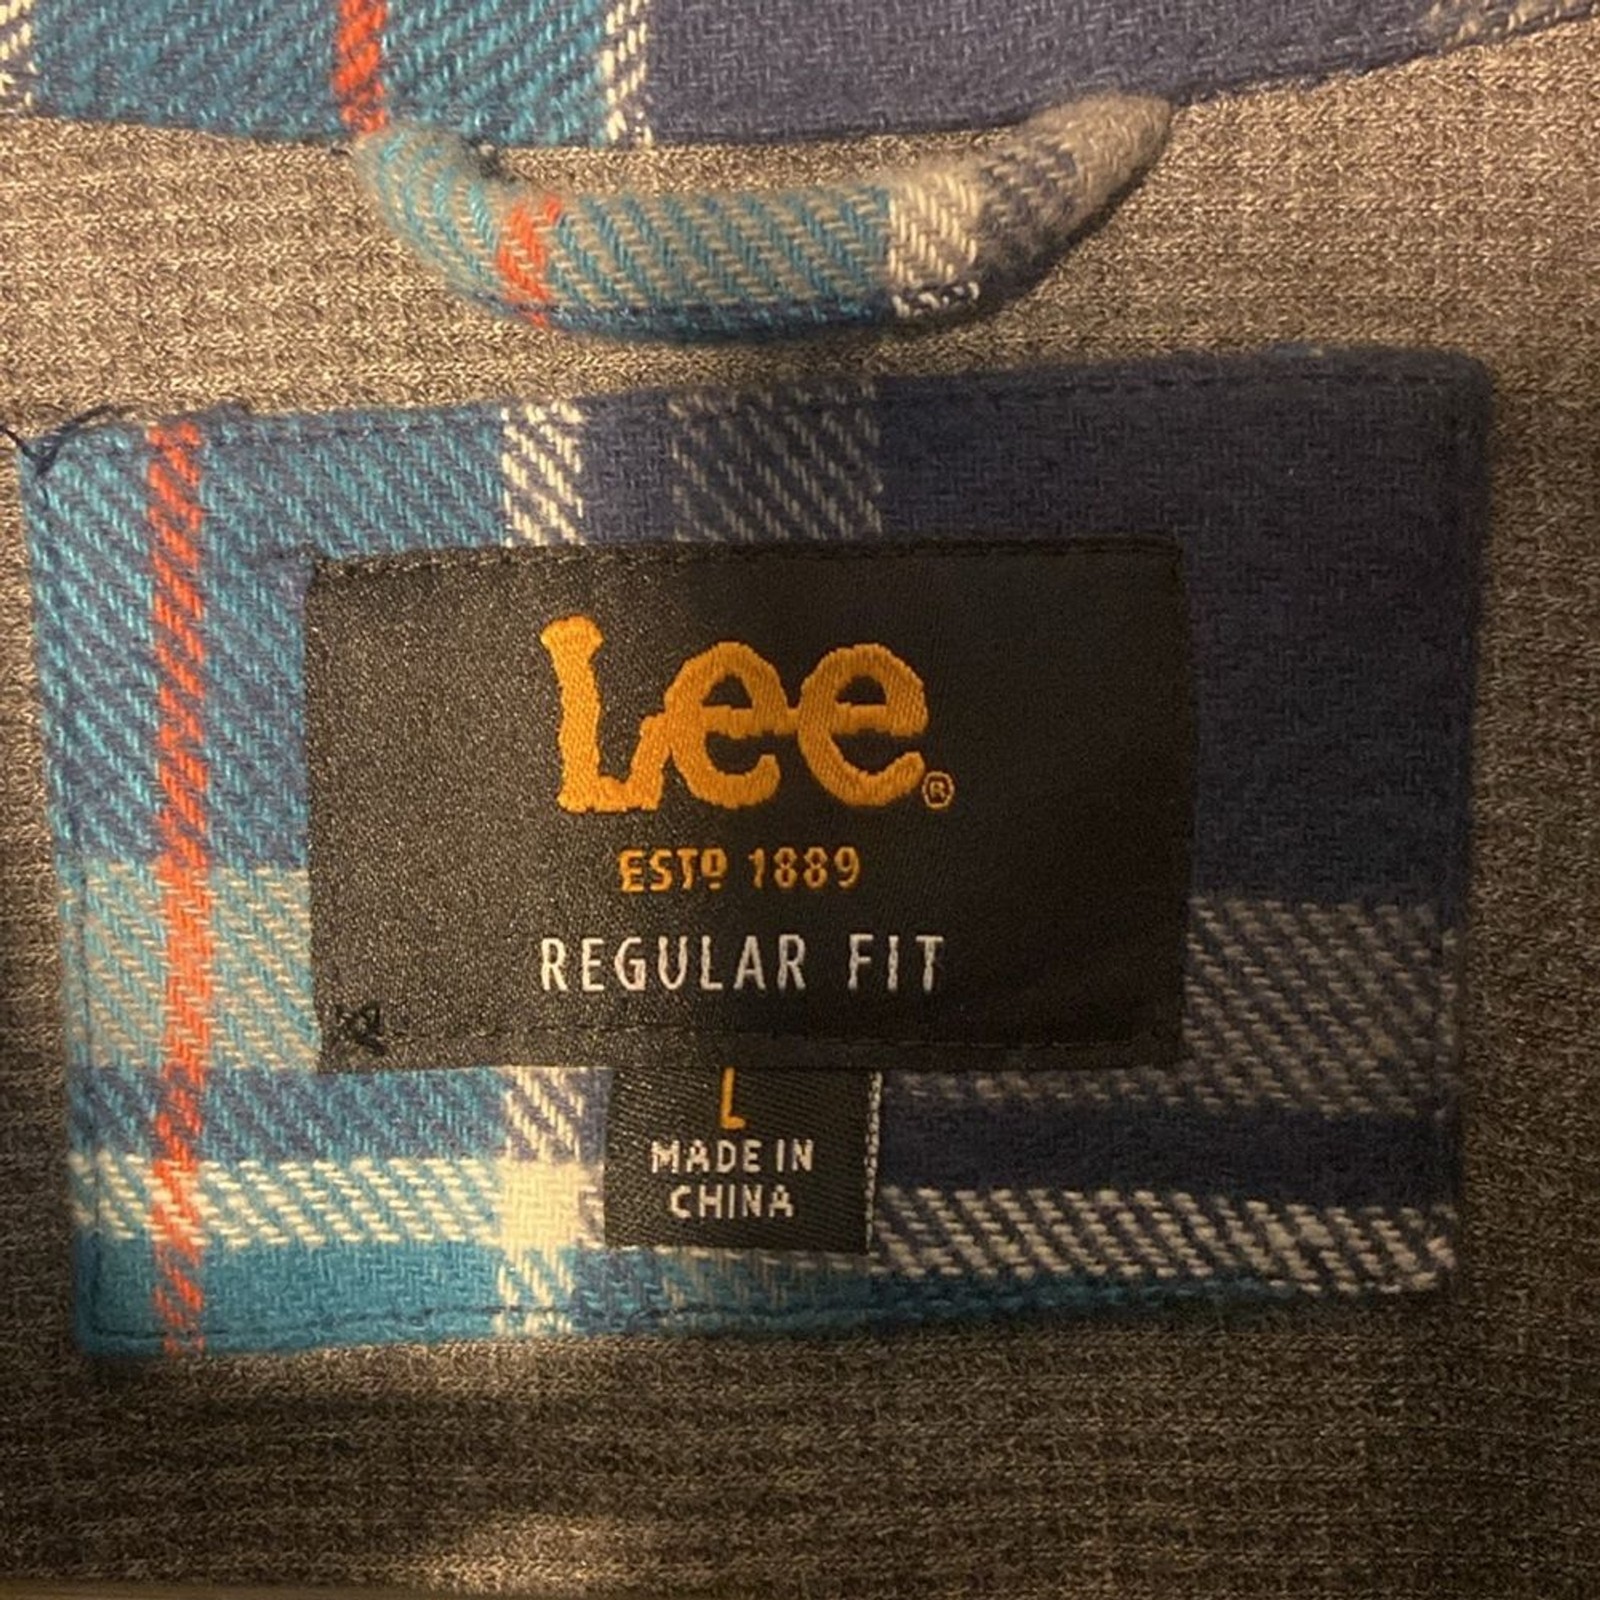 Lee®
ESTD 1889
REGULAR FIT
L
MADE IN
CHINA